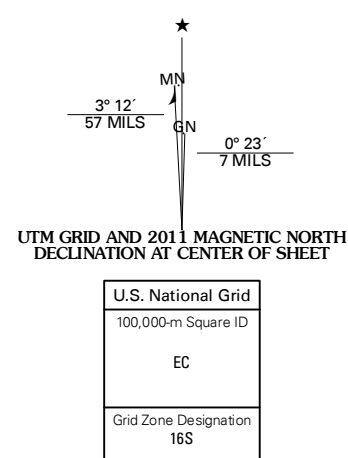 ★
MN
3° 12´
57 MILS
GN
0° 23´
7 MILS
UTM GRID AND 2011 MAGNETIC NORTH
DECLINATION AT CENTER OF SHEET
U.S. National Grid
100,000-m Square ID
EC
Grid Zone Designation
16S